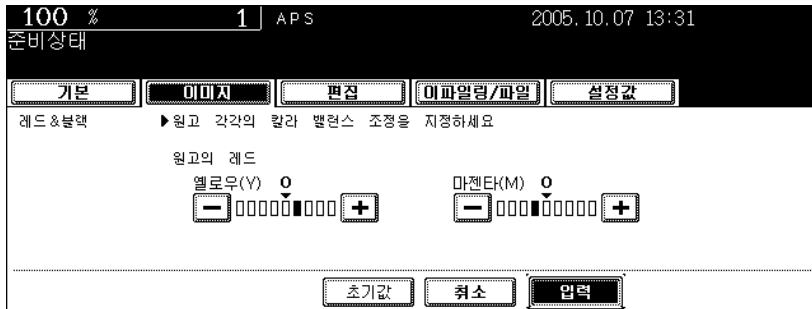 100 % 1 APS 2005.10.07 13:31
준비상태
기본 이미지 편집 이파일링/파일 설정값
레드&블랙 ▶원고 각각의 칼라 밸런스 조정을 지정하세요
원고의 레드
옐로우(Y) 0 마젠타(M) 0
− + − +
초기값 취소 입력